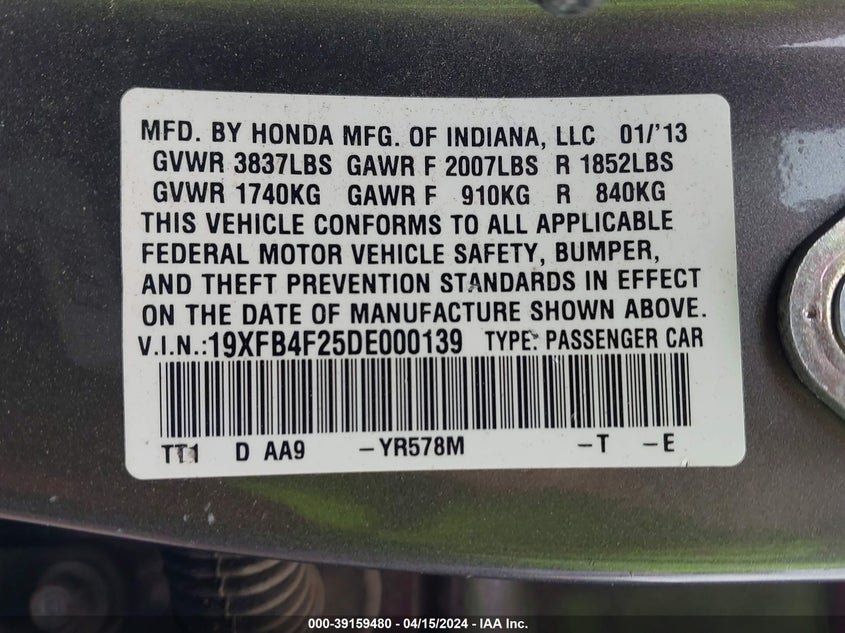 MFD. BY HONDA MFG. OF INDIANA, LLC 01/'13
GVWR 3837LBS GAWR F 2007LBS R 1852LBS
GVWR 1740KG GAWR F 910KG R 840KG
THIS VEHICLE CONFORMS TO ALL APPLICABLE
FEDERAL MOTOR VEHICLE SAFETY, BUMPER,
AND THEFT PREVENTION STANDARDS IN EFFECT
ON THE DATE OF MANUFACTURE SHOWN ABOVE.
V.I.N.:19XFB4F25DE000139 TYPE: PASSENGER CAR
TT1 D AA9 –YR578M –T –E
000-39159480 - 04/15/2024 - IAA Inc.